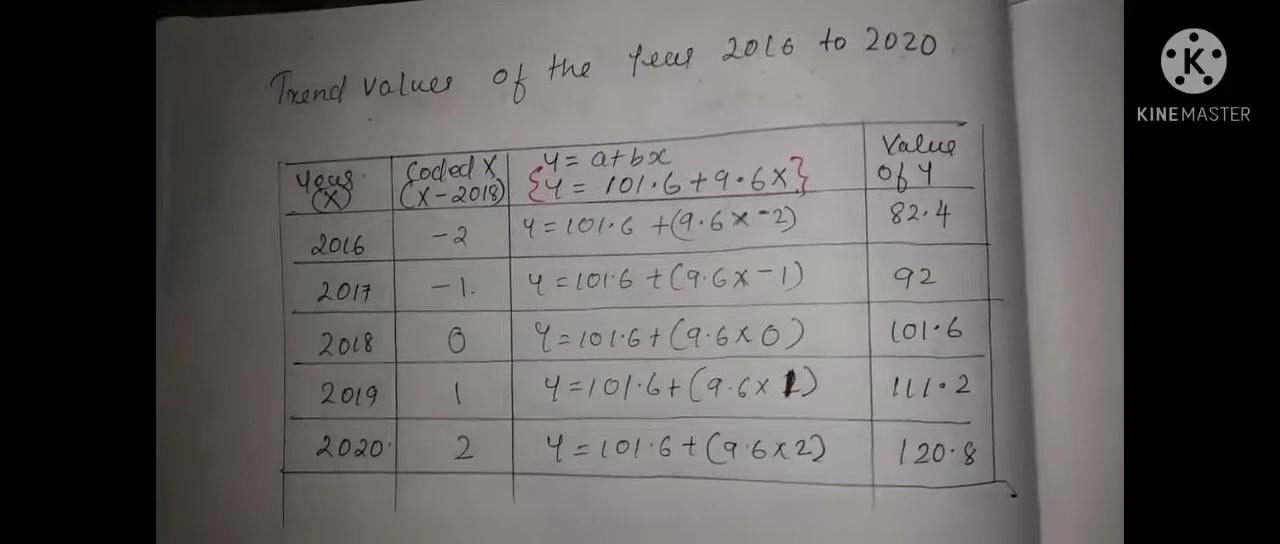 Trend values of the Year 2016 to 2020
K
KINEMASTER
Year (X) Coded X (X-2018) Y = a+bx {Y = 101.6+9.6X} Value of Y
2016 -2 Y=101.6 +(9.6×-2) 82.4
2017 -1. Y=101.6 +(9.6×-1) 92
2018 0 Y=101.6+(9.6×0) 101.6
2019 1 Y=101.6+(9.6×1) 111.2
2020. 2 Y=101.6+(9.6×2) 120.8